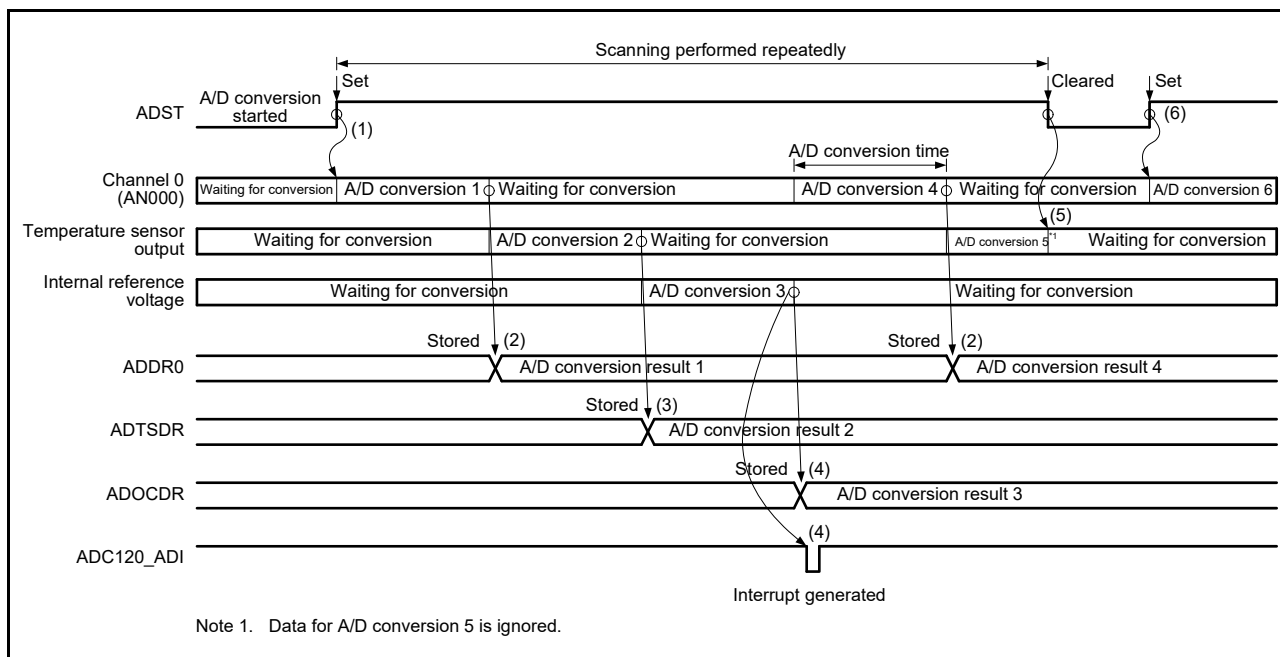 Scanning performed repeatedly
Set Cleared Set
ADST A/D conversion started (1) (6)
A/D conversion time
Channel 0 (AN000) Waiting for conversion A/D conversion 1 Waiting for conversion A/D conversion 4 Waiting for conversion A/D conversion 6
(5)
Temperature sensor output Waiting for conversion A/D conversion 2 Waiting for conversion A/D conversion 5*1 Waiting for conversion
Internal reference voltage Waiting for conversion A/D conversion 3 Waiting for conversion
Stored (2) Stored (2)
ADDR0 A/D conversion result 1 A/D conversion result 4
Stored (3)
ADTSDR A/D conversion result 2
Stored (4)
ADOCDR A/D conversion result 3
(4)
ADC120_ADI
Interrupt generated
Note 1. Data for A/D conversion 5 is ignored.